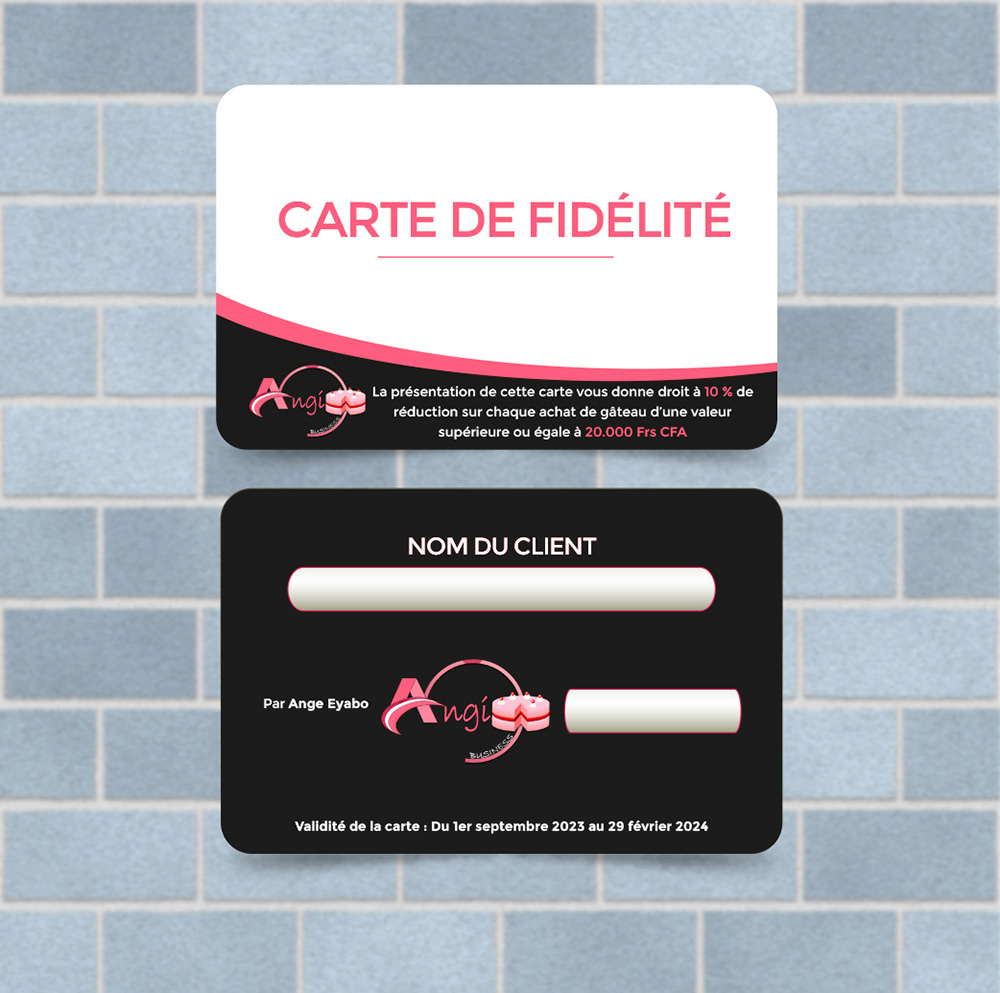 CARTE DE FIDÉLITÉ
Angi
BUSINESS
La présentation de cette carte vous donne droit à 10 % de
réduction sur chaque achat de gâteau d'une valeur
supérieure ou égale à 20.000 Frs CFA
NOM DU CLIENT
Par Ange Eyabo
Angi
BUSINESS
Validité de la carte : Du 1er septembre 2023 au 29 février 2024